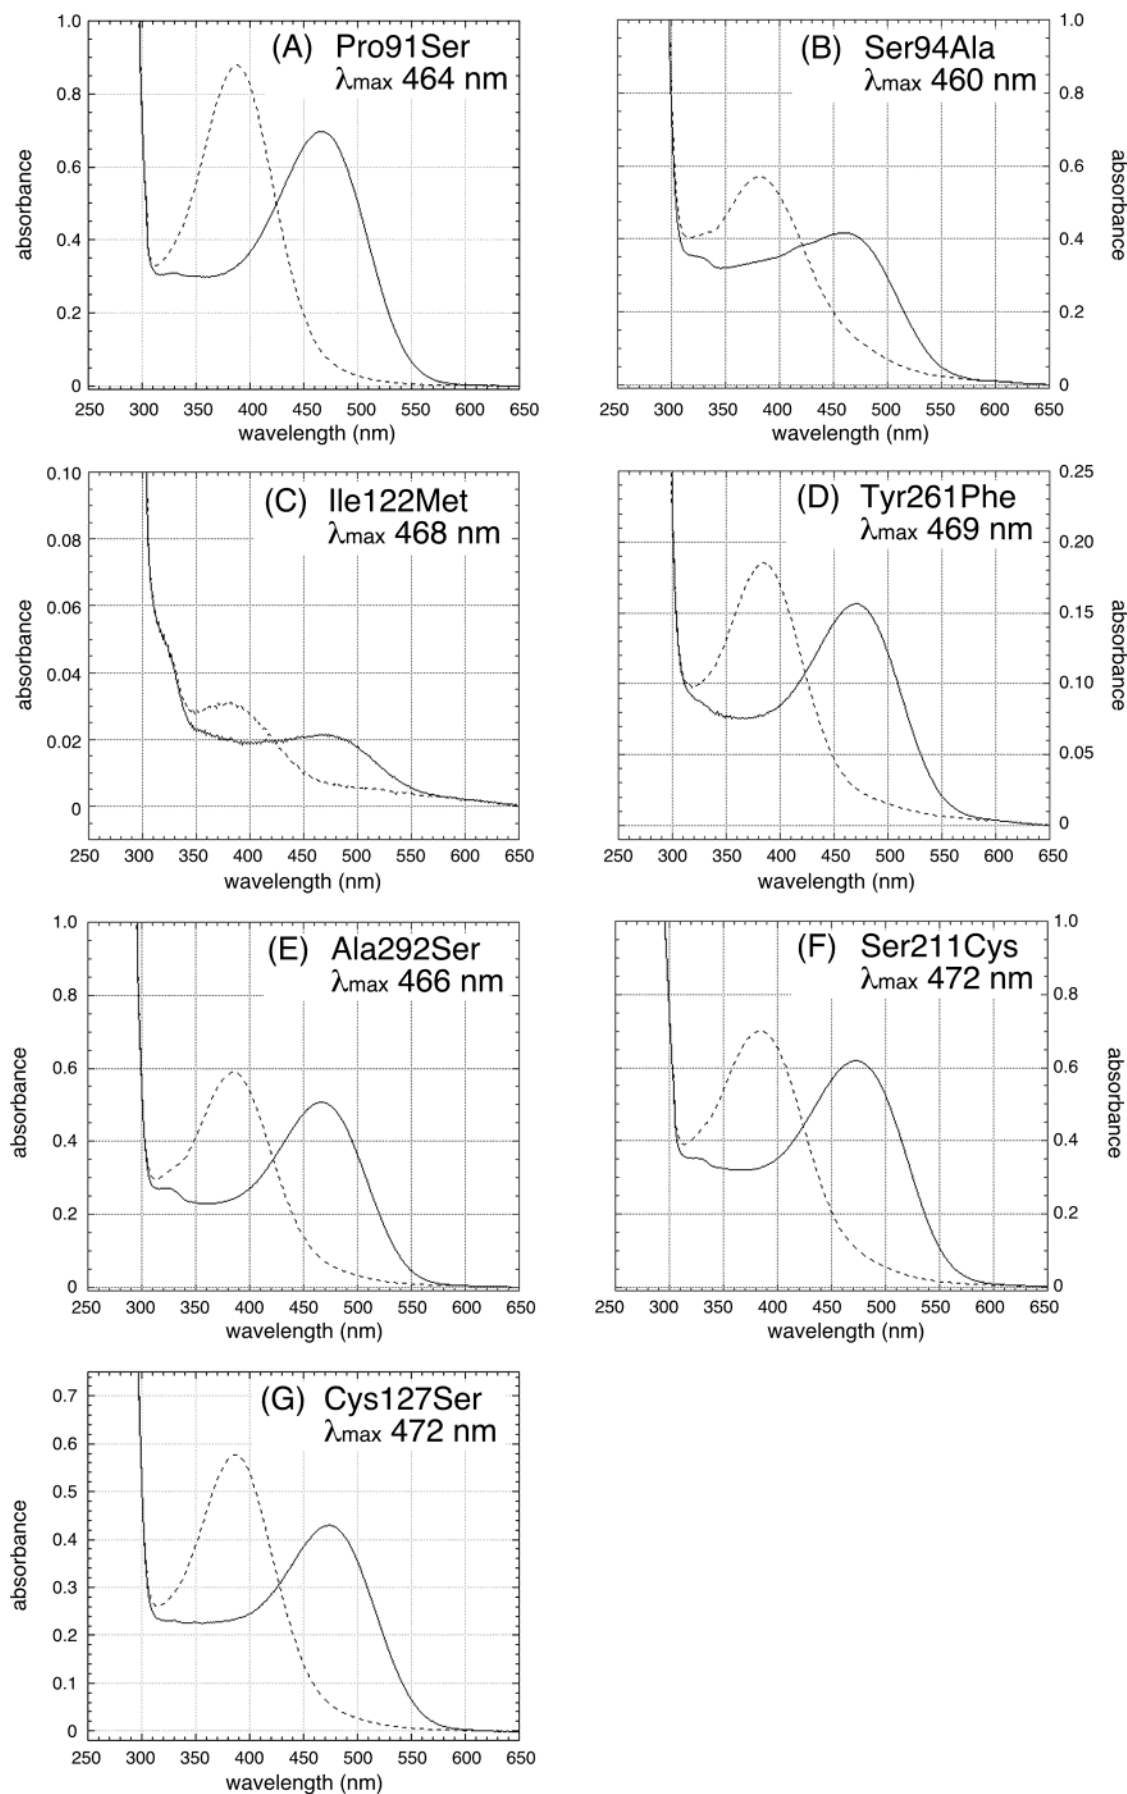 (A) Pro91Ser
λmax 464 nm
1.0
0.8
0.6
0.4
0.2
0
absorbance
250 300 350 400 450 500 550 600 650
wavelength (nm)
(B) Ser94Ala
λmax 460 nm
1.0
0.8
0.6
0.4
0.2
0
absorbance
250 300 350 400 450 500 550 600 650
wavelength (nm)
(C) Ile122Met
λmax 468 nm
0.10
0.08
0.06
0.04
0.02
0
absorbance
250 300 350 400 450 500 550 600 650
wavelength (nm)
(D) Tyr261Phe
λmax 469 nm
0.25
0.20
0.15
0.10
0.05
0
absorbance
250 300 350 400 450 500 550 600 650
wavelength (nm)
(E) Ala292Ser
λmax 466 nm
1.0
0.8
0.6
0.4
0.2
0
absorbance
250 300 350 400 450 500 550 600 650
wavelength (nm)
(F) Ser211Cys
λmax 472 nm
1.0
0.8
0.6
0.4
0.2
0
absorbance
250 300 350 400 450 500 550 600 650
wavelength (nm)
(G) Cys127Ser
λmax 472 nm
0.7
0.6
0.5
0.4
0.3
0.2
0.1
0
absorbance
250 300 350 400 450 500 550 600 650
wavelength (nm)